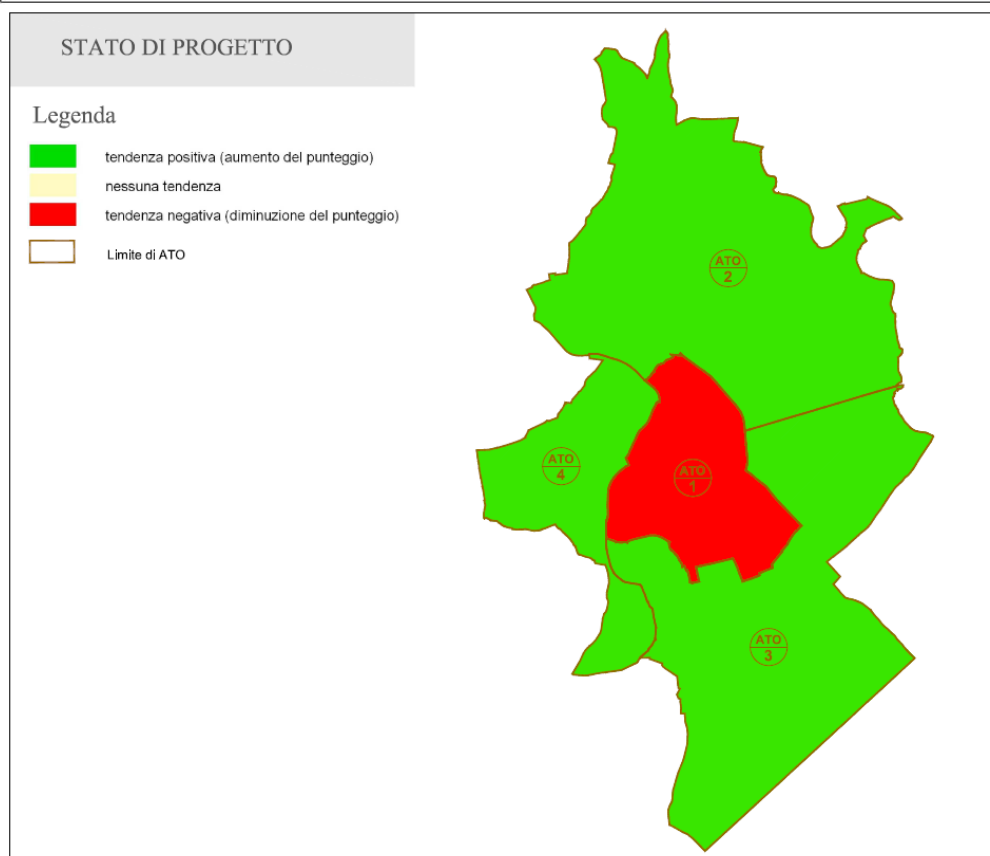 STATO DI PROGETTO
Legenda
tendenza positiva (aumento del punteggio)
nessuna tendenza
tendenza negativa (diminuzione del punteggio)
Limite di ATO
ATO
2
ATO
4
ATO
1
ATO
3